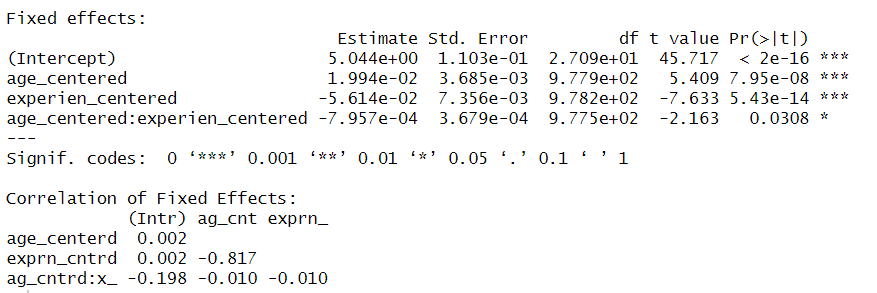 Fixed effects:
Estimate Std. Error df t value Pr(>|t|)
(Intercept) 5.044e+00 1.103e-01 2.709e+01 45.717 < 2e-16 ***
age_centered 1.994e-02 3.685e-03 9.779e+02 5.409 7.95e-08 ***
experien_centered -5.614e-02 7.356e-03 9.782e+02 -7.633 5.43e-14 ***
age_centered:experien_centered -7.957e-04 3.679e-04 9.775e+02 -2.163 0.0308 *
---
Signif. codes: 0 ‘***’ 0.001 ‘**’ 0.01 ‘*’ 0.05 ‘.’ 0.1 ‘ ’ 1
Correlation of Fixed Effects:
(Intr) ag_cnt exprn_
age_centerd 0.002
exprn_cntrd 0.002 -0.817
ag_cntrd:x_ -0.198 -0.010 -0.010